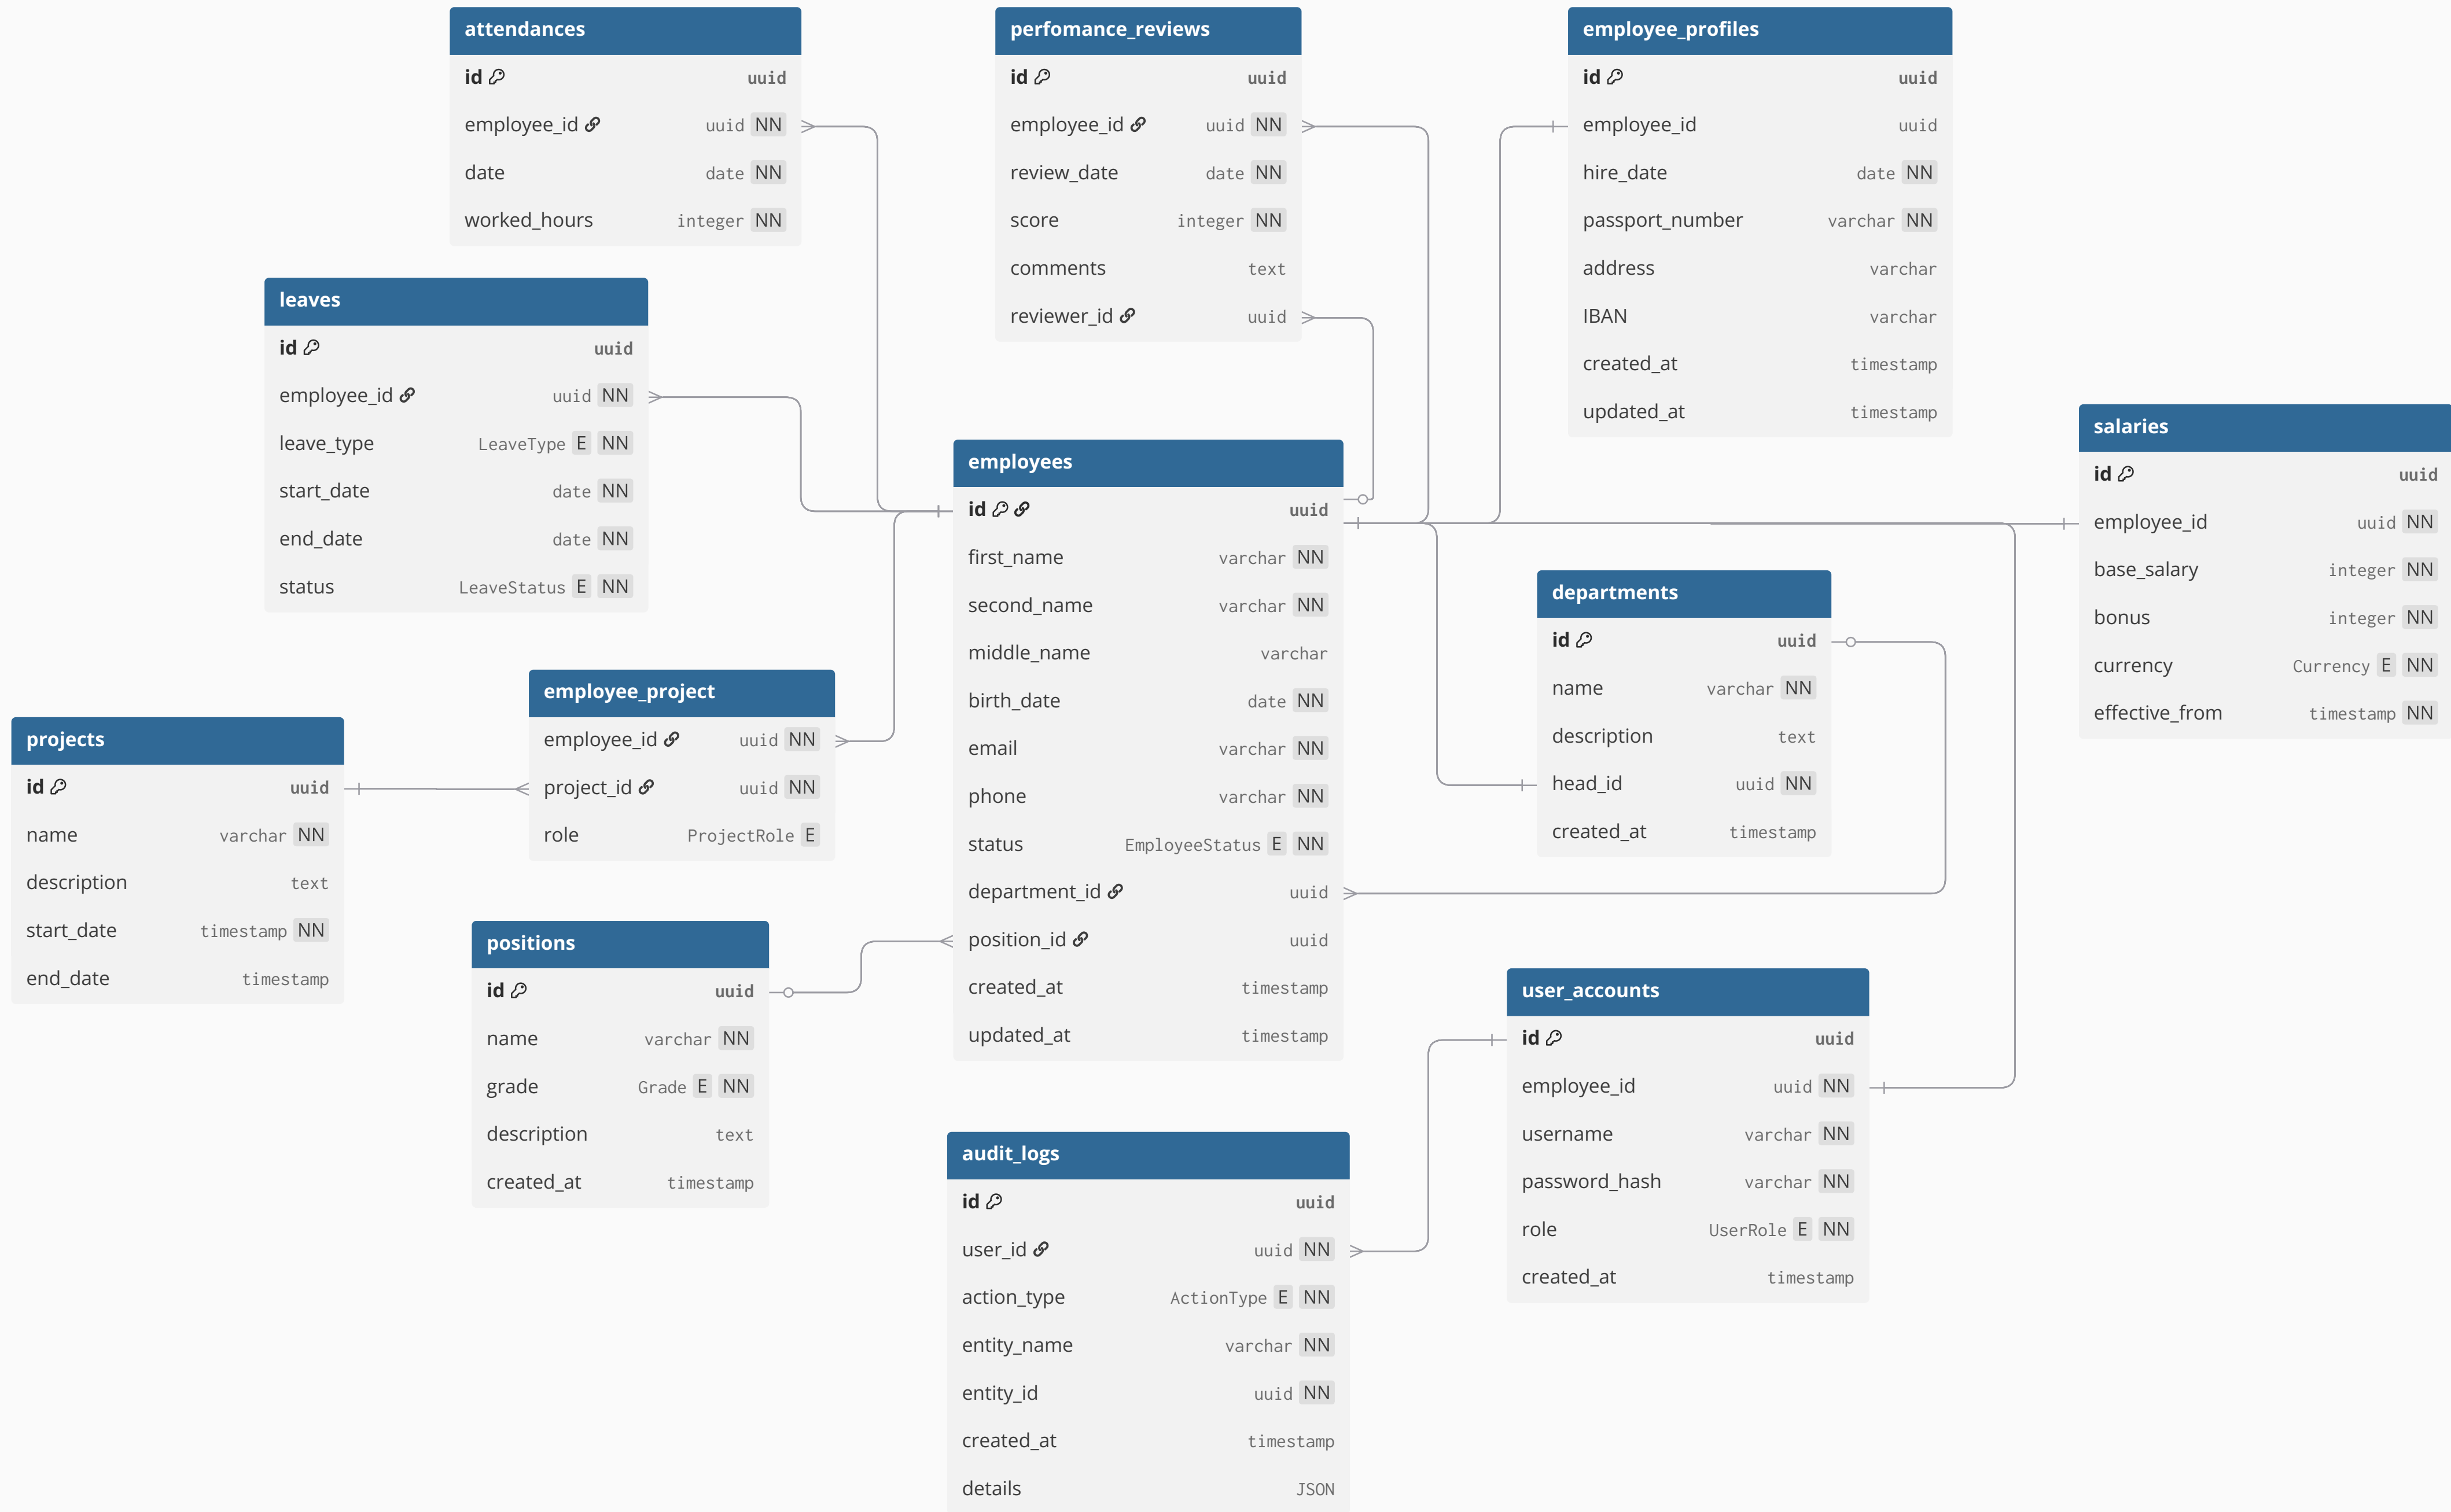 attendances
id uuid
employee_id uuid NN
date date NN
worked_hours integer NN
perfomance_reviews
id uuid
employee_id uuid NN
review_date date NN
score integer NN
comments text
reviewer_id uuid
employee_profiles
id uuid
employee_id uuid
hire_date date NN
passport_number varchar NN
address varchar
IBAN varchar
created_at timestamp
updated_at timestamp
leaves
id uuid
employee_id uuid NN
leave_type LeaveType E NN
start_date date NN
end_date date NN
status LeaveStatus E NN
salaries
id uuid
employee_id uuid NN
base_salary integer NN
bonus integer NN
currency Currency E NN
effective_from timestamp NN
employees
id uuid
first_name varchar NN
second_name varchar NN
middle_name varchar
birth_date date NN
email varchar NN
phone varchar NN
status EmployeeStatus E NN
department_id uuid
position_id uuid
created_at timestamp
updated_at timestamp
departments
id uuid
name varchar NN
description text
head_id uuid NN
created_at timestamp
employee_project
employee_id uuid NN
project_id uuid NN
role ProjectRole E
projects
id uuid
name varchar NN
description text
start_date timestamp NN
end_date timestamp
positions
id uuid
name varchar NN
grade Grade E NN
description text
created_at timestamp
user_accounts
id uuid
employee_id uuid NN
username varchar NN
password_hash varchar NN
role UserRole E NN
created_at timestamp
audit_logs
id uuid
user_id uuid NN
action_type ActionType E NN
entity_name varchar NN
entity_id uuid NN
created_at timestamp
details JSON